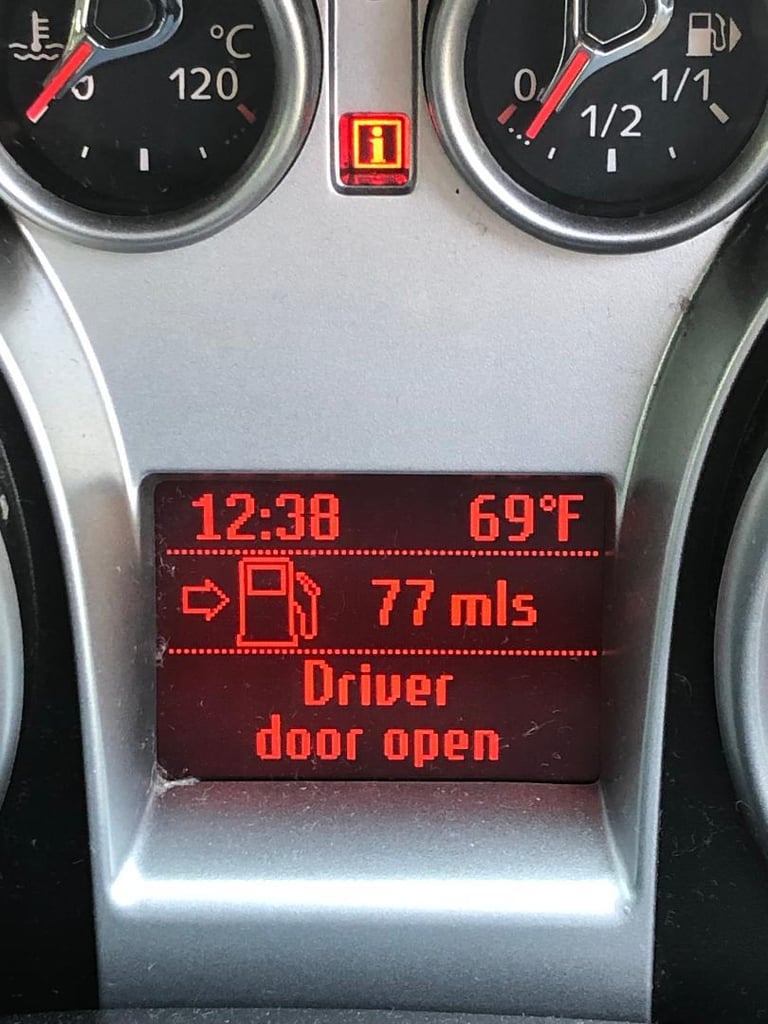 °C
120
0
1/2
1/1
i
12:38 69°F
77 mls
Driver
door open